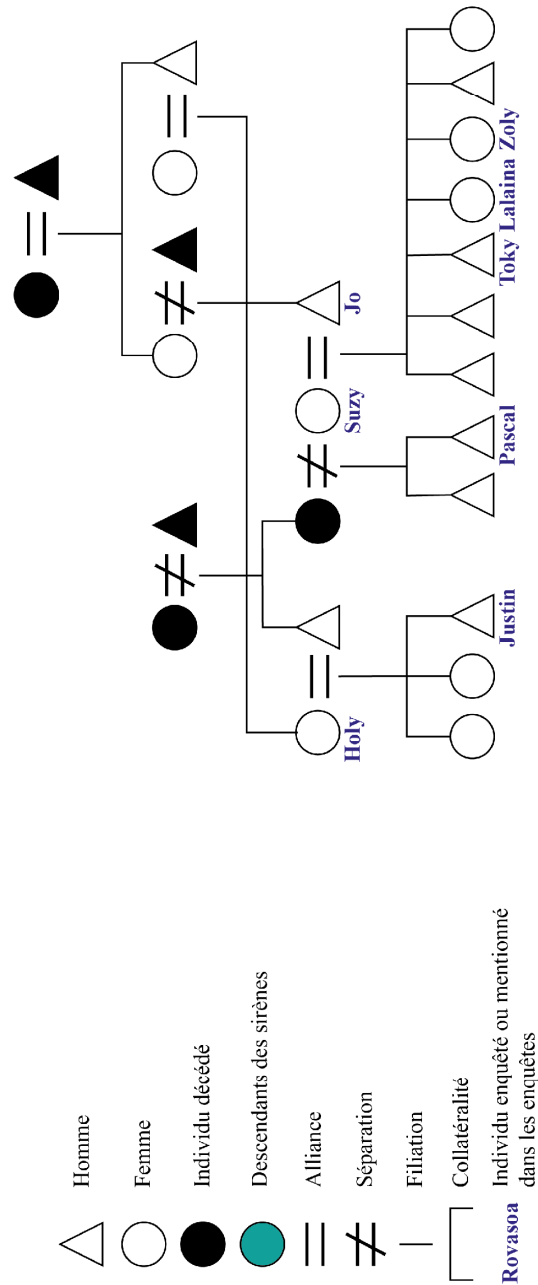 Holy
Suzy
Jo
Justin
Pascal
Toky
Lalaina
Zoly
Homme
Femme
Individu décédé
Descendants des sirènes
Alliance
Séparation
Filiation
Collatéralité
Rovasoa
Individu enquêté ou mentionné
dans les enquêtes